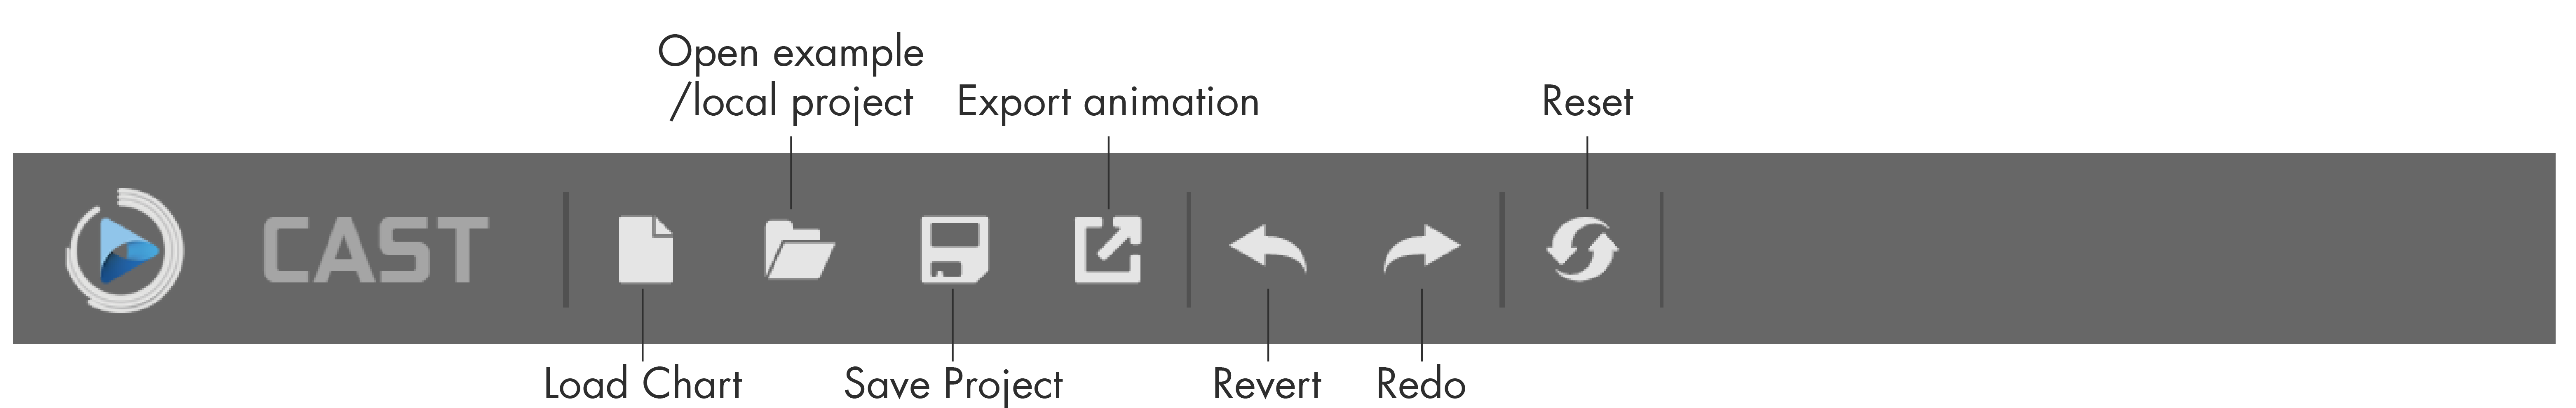 Open example
/local project
Export animation
Reset
CAST
Load Chart
Save Project
Revert
Redo